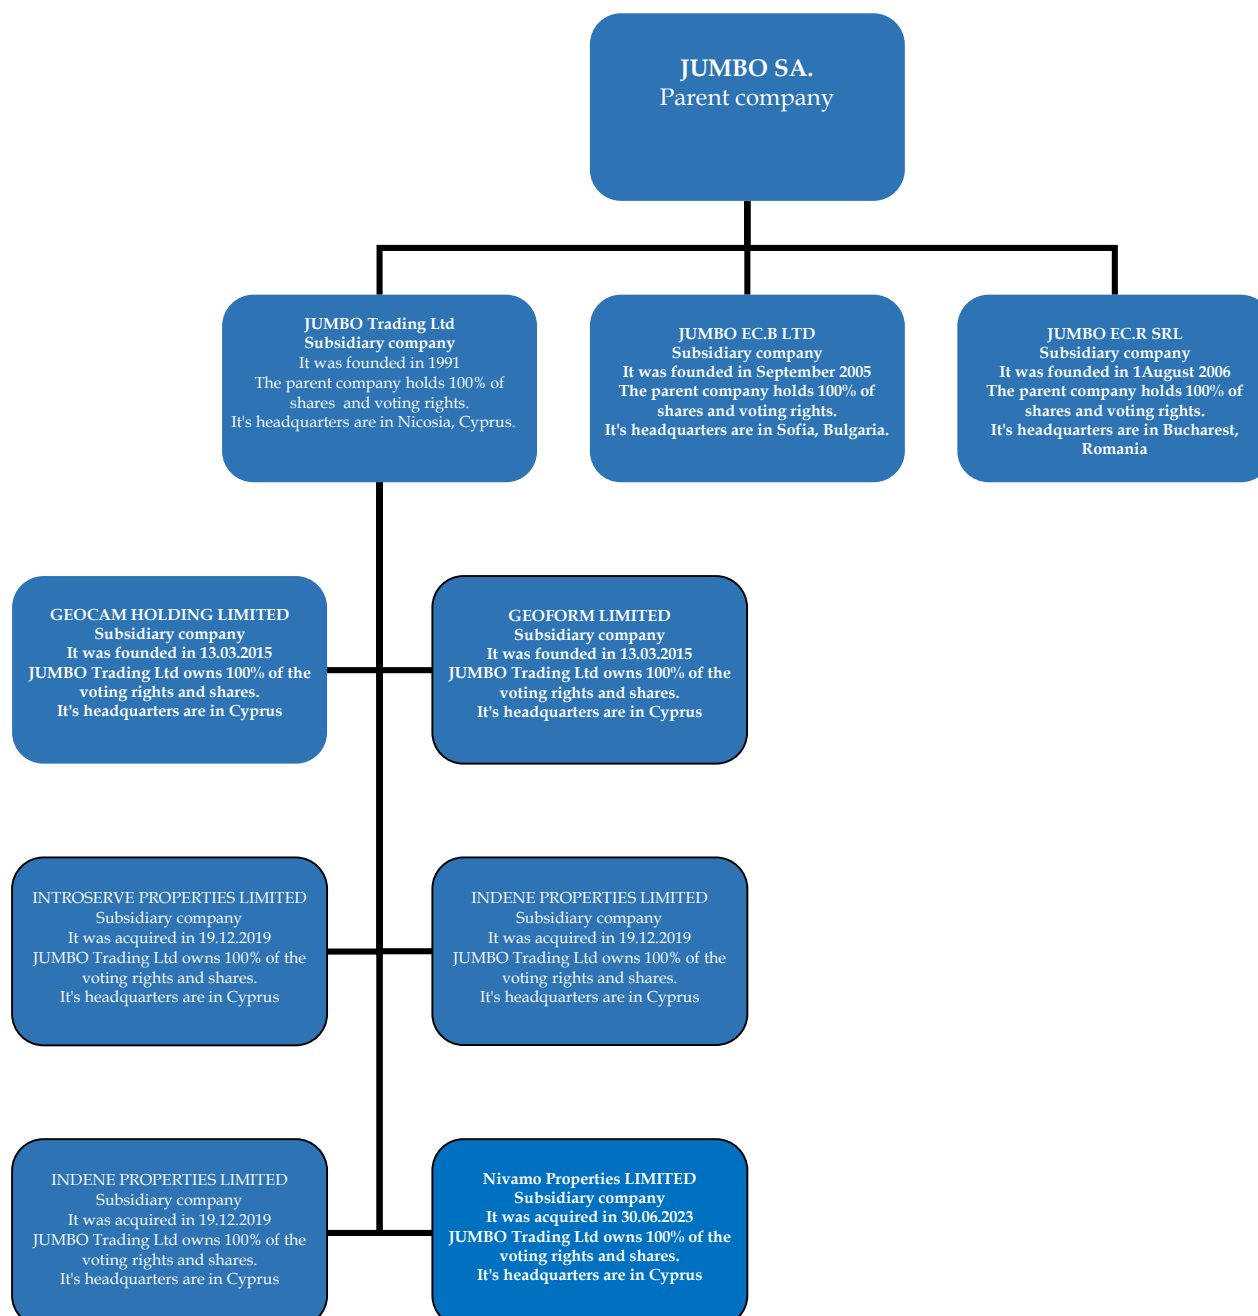 JUMBO SA.
Parent company
JUMBO Trading Ltd
Subsidiary company
It was founded in 1991
The parent company holds 100% of
shares and voting rights.
It's headquarters are in Nicosia, Cyprus.
JUMBO EC.B LTD
Subsidiary company
It was founded in September 2005
The parent company holds 100% of
shares and voting rights.
It's headquarters are in Sofia, Bulgaria.
JUMBO EC.R SRL
Subsidiary company
It was founded in 1August 2006
The parent company holds 100% of
shares and voting rights.
It's headquarters are in Bucharest,
Romania
GEOCAM HOLDING LIMITED
Subsidiary company
It was founded in 13.03.2015
JUMBO Trading Ltd owns 100% of the
voting rights and shares.
It's headquarters are in Cyprus
GEOFORM LIMITED
Subsidiary company
It was founded in 13.03.2015
JUMBO Trading Ltd owns 100% of the
voting rights and shares.
It's headquarters are in Cyprus
INTROSERVE PROPERTIES LIMITED
Subsidiary company
It was acquired in 19.12.2019
JUMBO Trading Ltd owns 100% of the
voting rights and shares.
It's headquarters are in Cyprus
INDENE PROPERTIES LIMITED
Subsidiary company
It was acquired in 19.12.2019
JUMBO Trading Ltd owns 100% of the
voting rights and shares.
It's headquarters are in Cyprus
INDENE PROPERTIES LIMITED
Subsidiary company
It was acquired in 19.12.2019
JUMBO Trading Ltd owns 100% of the
voting rights and shares.
It's headquarters are in Cyprus
Nivamo Properties LIMITED
Subsidiary company
It was acquired in 30.06.2023
JUMBO Trading Ltd owns 100% of the
voting rights and shares.
It's headquarters are in Cyprus